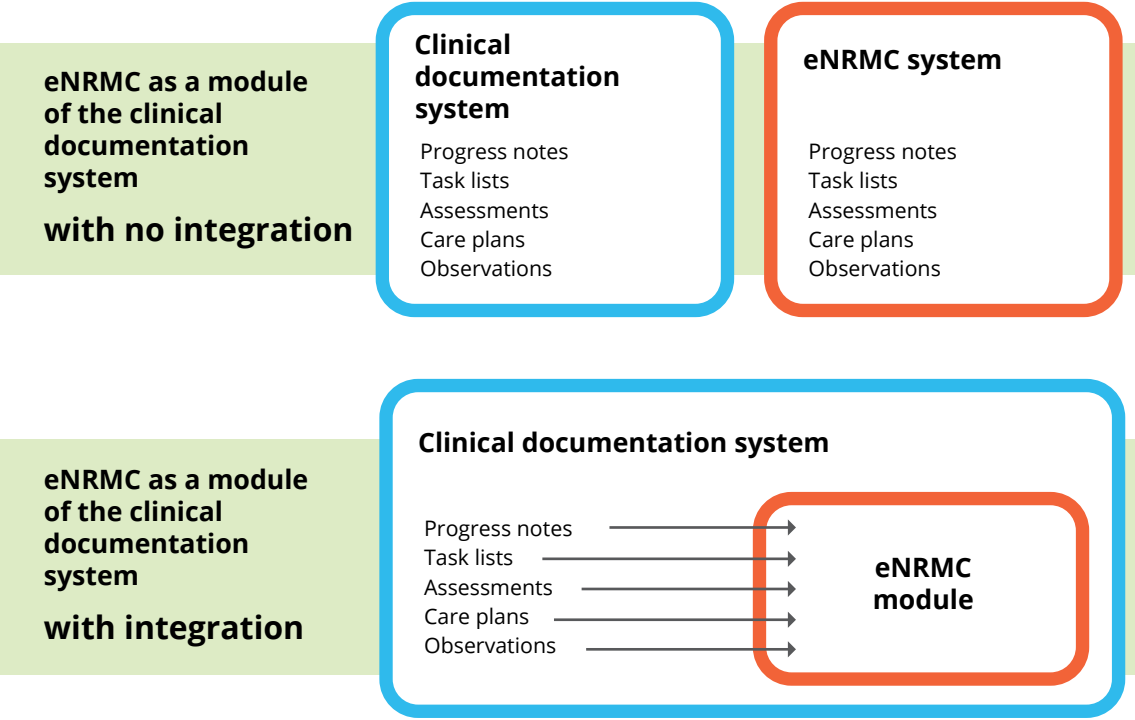 eNRMC as a module
of the clinical
documentation
system
with no integration
Clinical
documentation
system
Progress notes
Task lists
Assessments
Care plans
Observations
eNRMC system
Progress notes
Task lists
Assessments
Care plans
Observations
eNRMC as a module
of the clinical
documentation
system
with integration
Clinical documentation system
Progress notes
Task lists
Assessments
Care plans
Observations
eNRMC
module